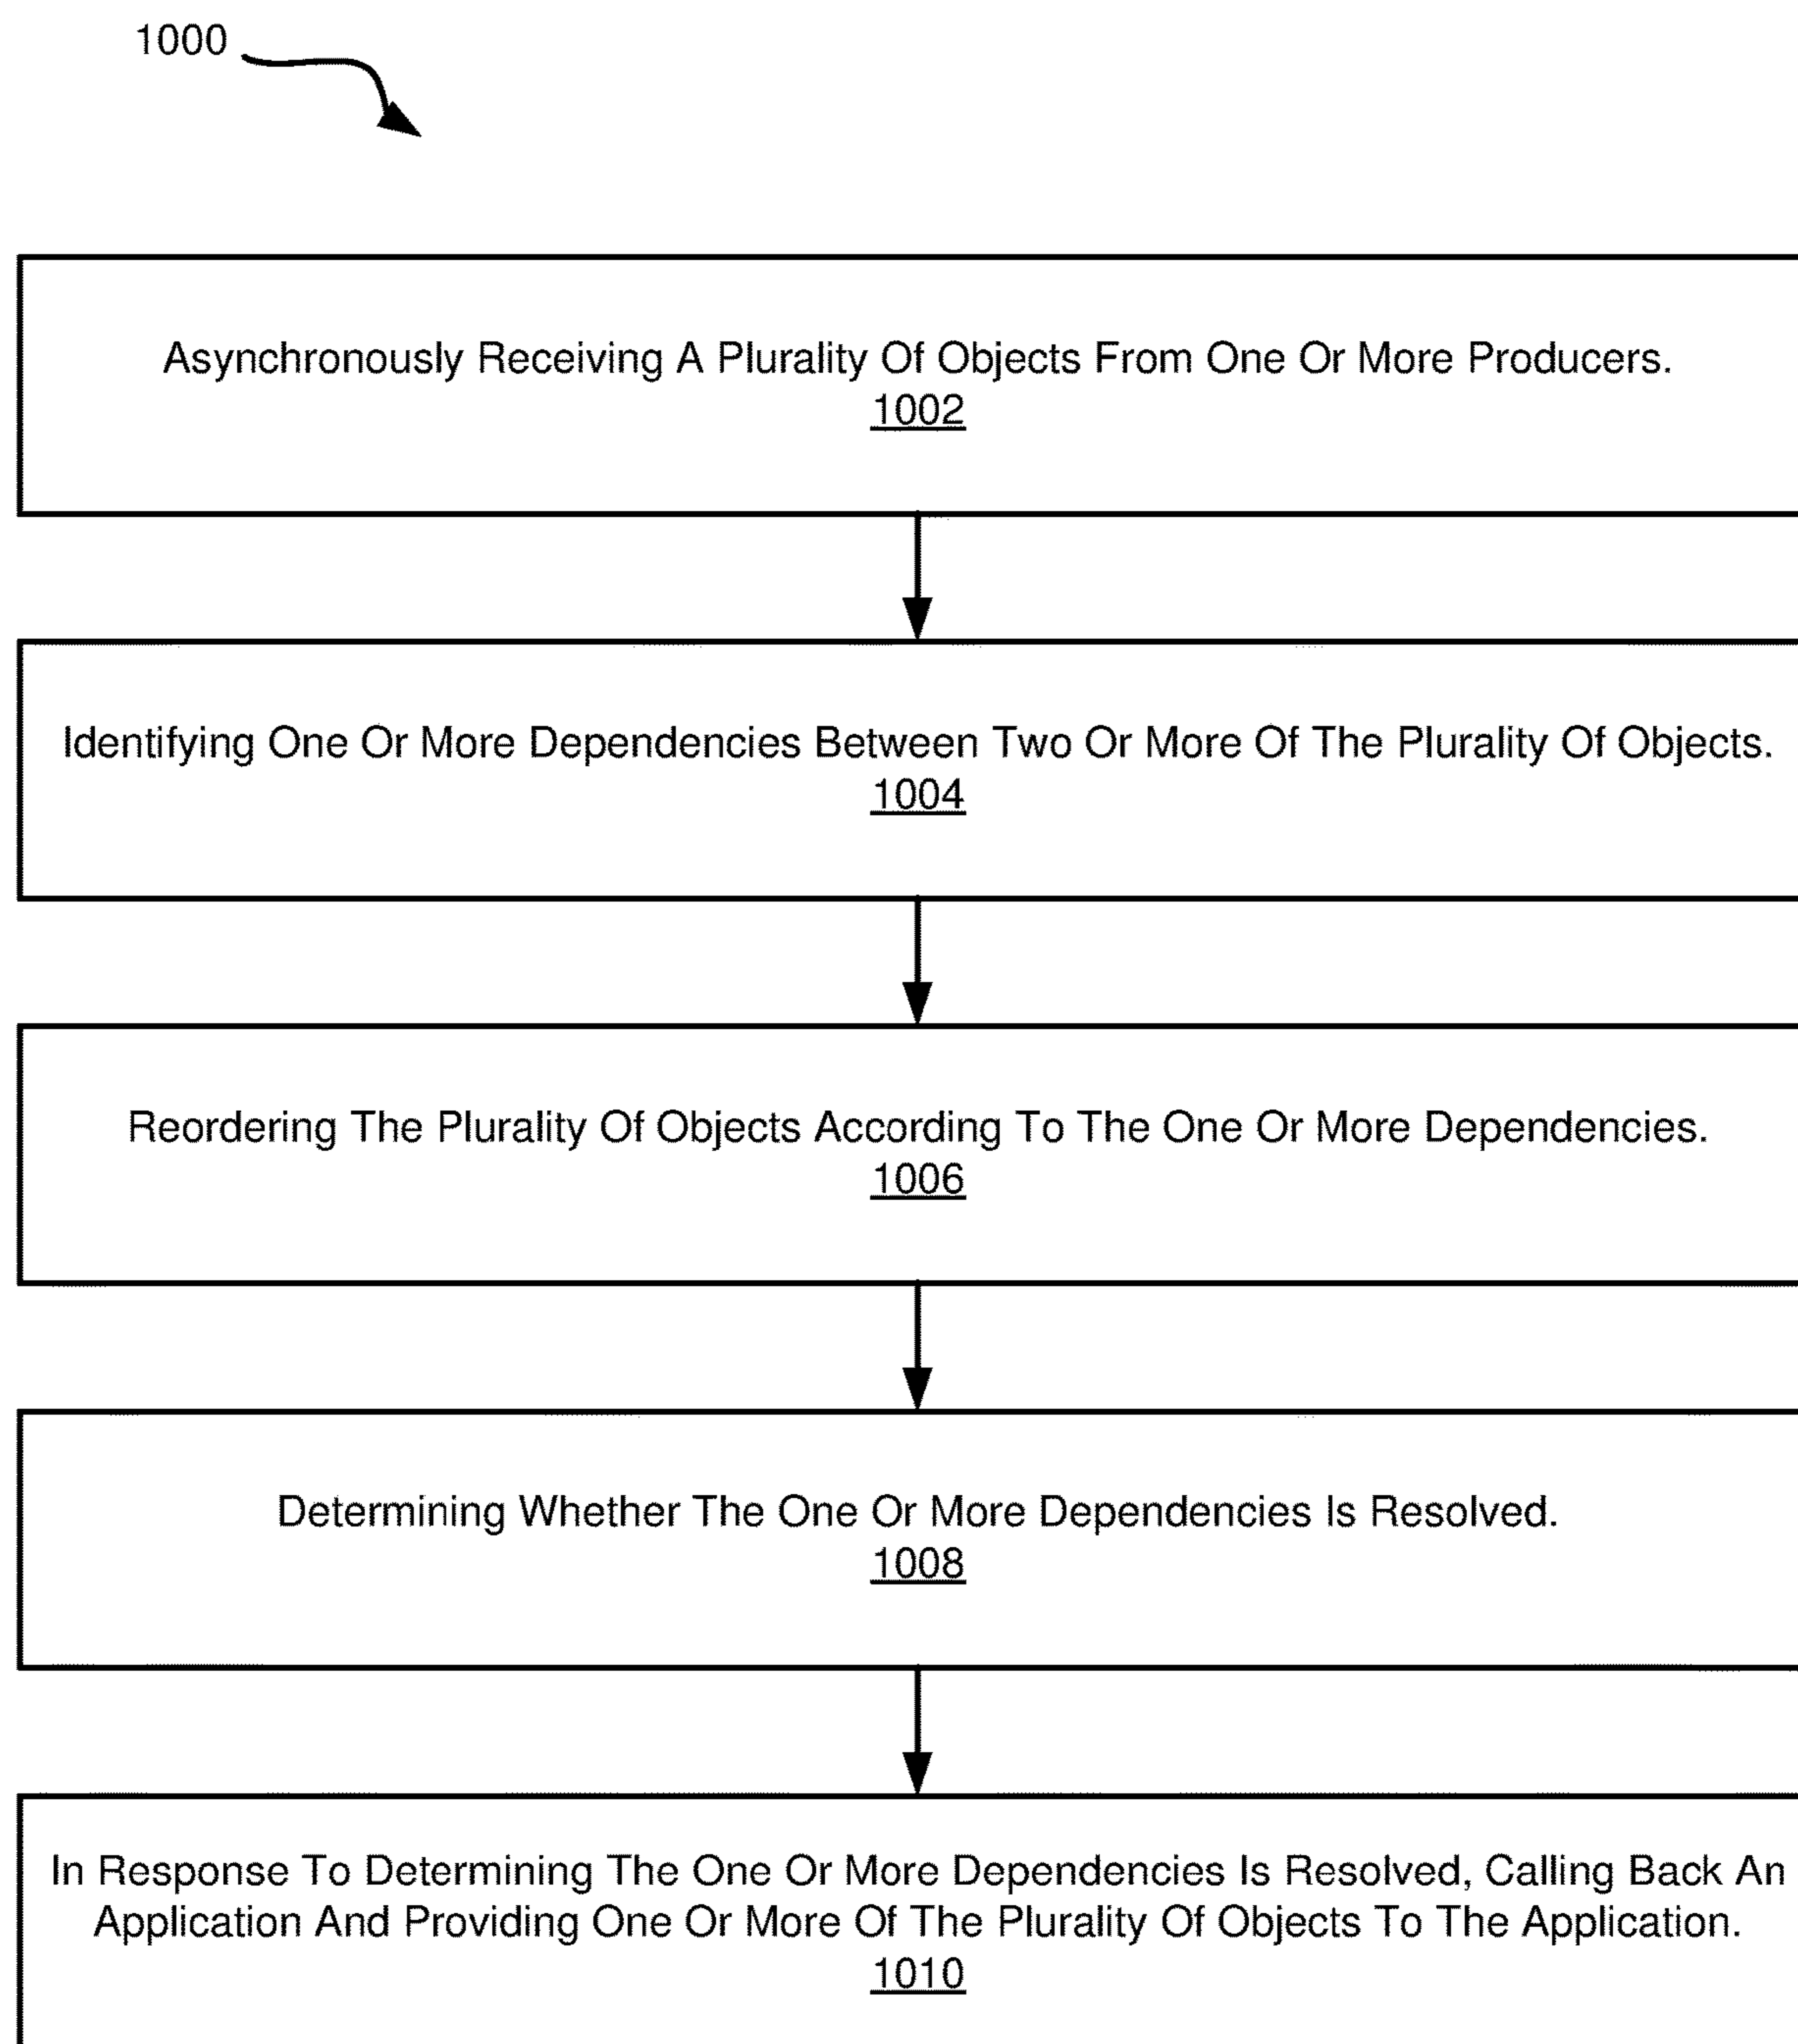 1000
Asynchronously Receiving A Plurality Of Objects From One Or More Producers.
1002
Identifying One Or More Dependencies Between Two Or More Of The Plurality Of Objects.
1004
Reordering The Plurality Of Objects According To The One Or More Dependencies.
1006
Determining Whether The One Or More Dependencies Is Resolved.
1008
In Response To Determining The One Or More Dependencies Is Resolved, Calling Back An
Application And Providing One Or More Of The Plurality Of Objects To The Application.
1010